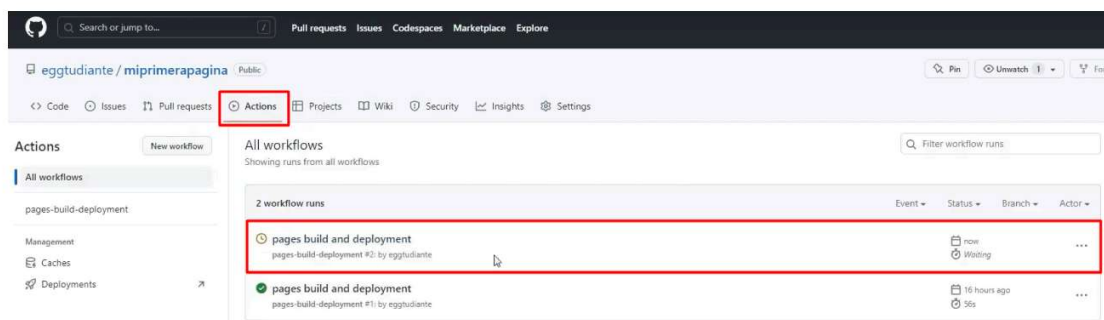 Search or jump to... / Pull requests Issues Codespaces Marketplace Explore
eggtudiante / miprimerapagina Public Pin Unwatch 1
Code Issues Pull requests Actions Projects Wiki Security Insights Settings
Actions New workflow
All workflows
pages-build-deployment
Management
Caches
Deployments
All workflows
Showing runs from all workflows
Filter workflow runs
2 workflow runs Event Status Branch Actor
pages build and deployment
pages-build-deployment #2: by eggtudiante
now
Waiting
pages build and deployment
pages-build-deployment #1: by eggtudiante
16 hours ago
56s